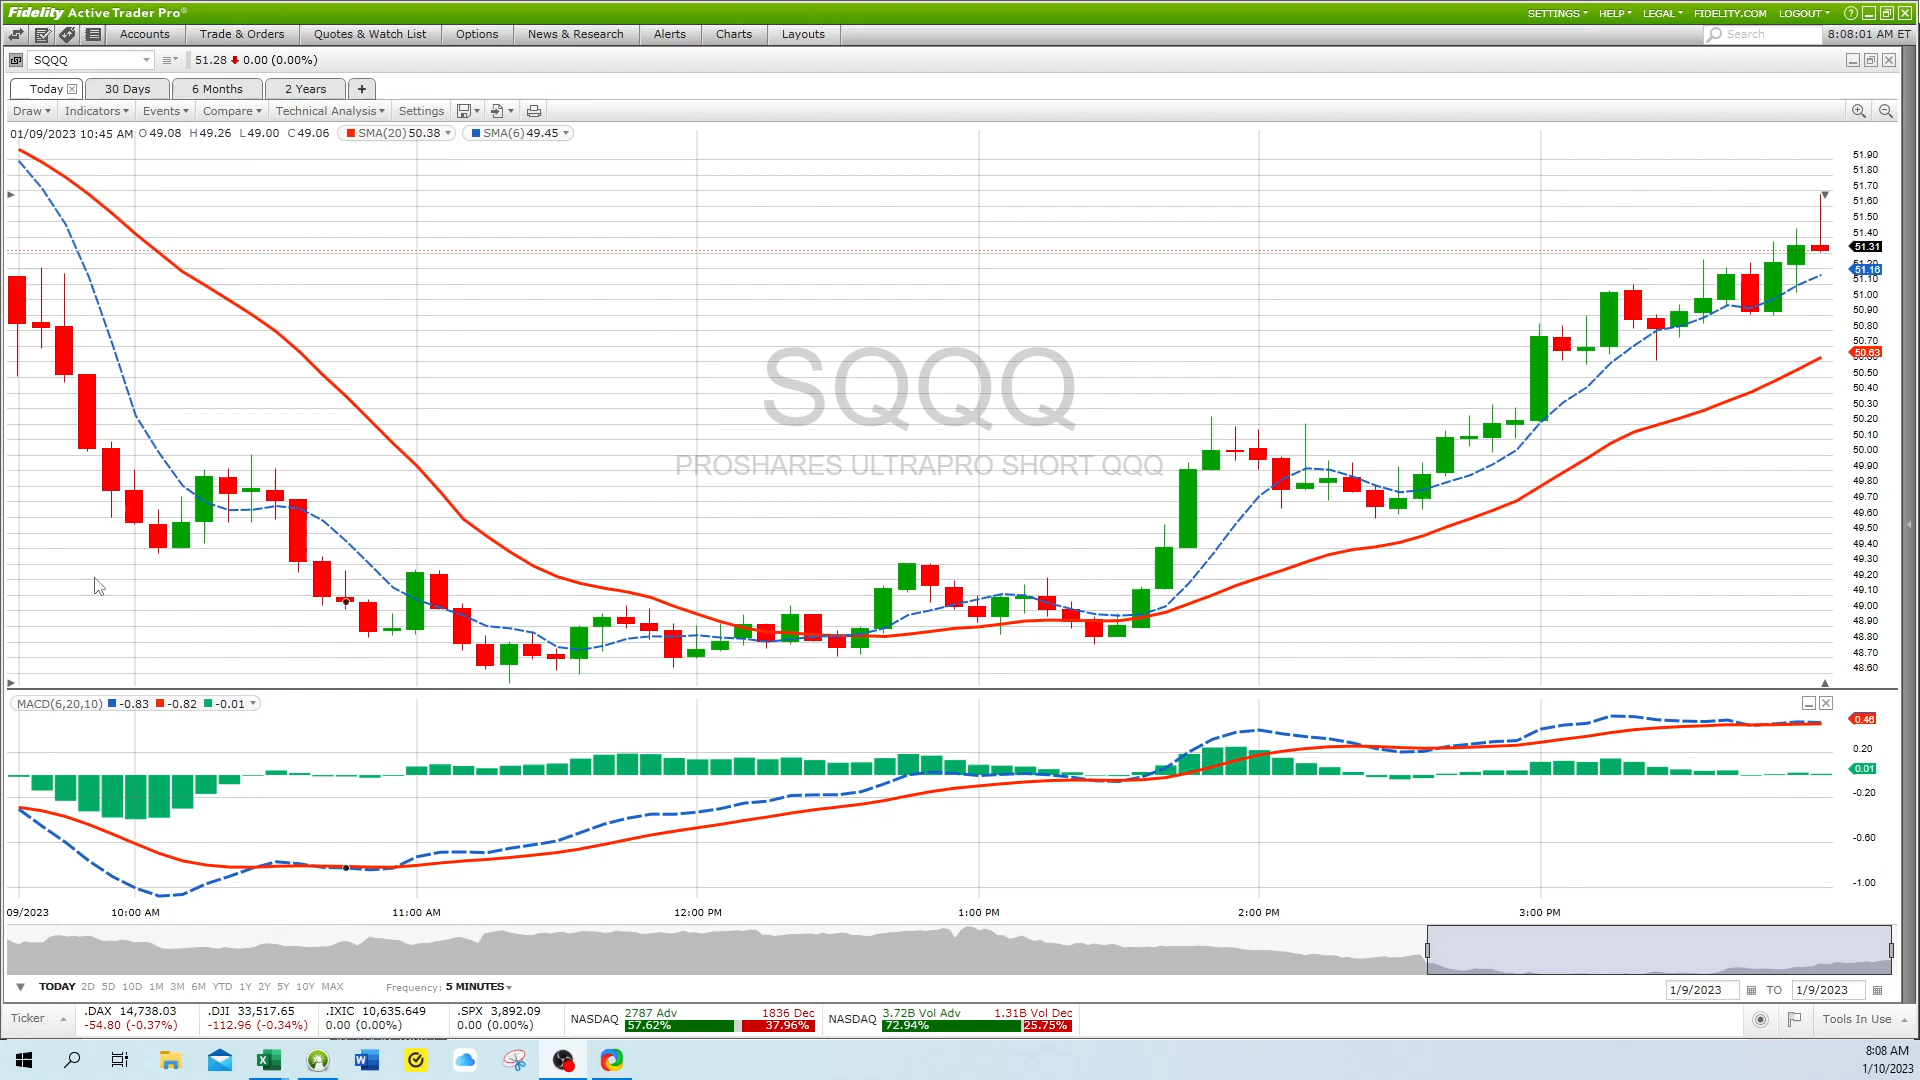 Fidelity Active Trader Pro®
SETTINGS HELP LEGAL FIDELITY.COM LOGOUT ?
Accounts Trade & Orders Quotes & Watch List Options News & Research Alerts Charts Layouts Search 8:08:01 AM ET
SQQQ 51.28 0.00 (0.00%)
Today 30 Days 6 Months 2 Years +
Draw Indicators Events Compare Technical Analysis Settings
01/09/2023 10:45 AM O 49.08 H 49.26 L 49.00 C 49.06 SMA(20) 50.38 SMA(6) 49.45
51.90
51.80
51.70
51.60
51.50
51.40
51.31
51.20
51.16
51.10
51.00
50.90
50.80
50.70
50.63
50.50
50.40
50.30
50.20
50.10
50.00
49.90
49.80
49.70
49.60
49.50
49.40
49.30
49.20
49.10
49.00
48.90
48.80
48.70
48.60
SQQQ
PROSHARES ULTRAPRO SHORT QQQ
MACD(6,20,10) -0.83 -0.82 -0.01
0.46
0.20
0.01
-0.20
-0.60
-1.00
09/2023 10:00 AM 11:00 AM 12:00 PM 1:00 PM 2:00 PM 3:00 PM
TODAY 2D 5D 10D 1M 3M 6M YTD 1Y 2Y 5Y 10Y MAX Frequency: 5 MINUTES 1/9/2023 TO 1/9/2023
Ticker
.DAX 14,738.03
-54.80 (-0.37%)
.DJI 33,517.65
-112.96 (-0.34%)
.IXIC 10,635.649
0.00 (0.00%)
.SPX 3,892.09
0.00 (0.00%)
NASDAQ 2787 Adv 1836 Dec
57.62% 37.96%
NASDAQ 3.72B Vol Adv 1.31B Vol Dec
72.94% 25.75%
Tools In Use
8:08 AM
1/10/2023